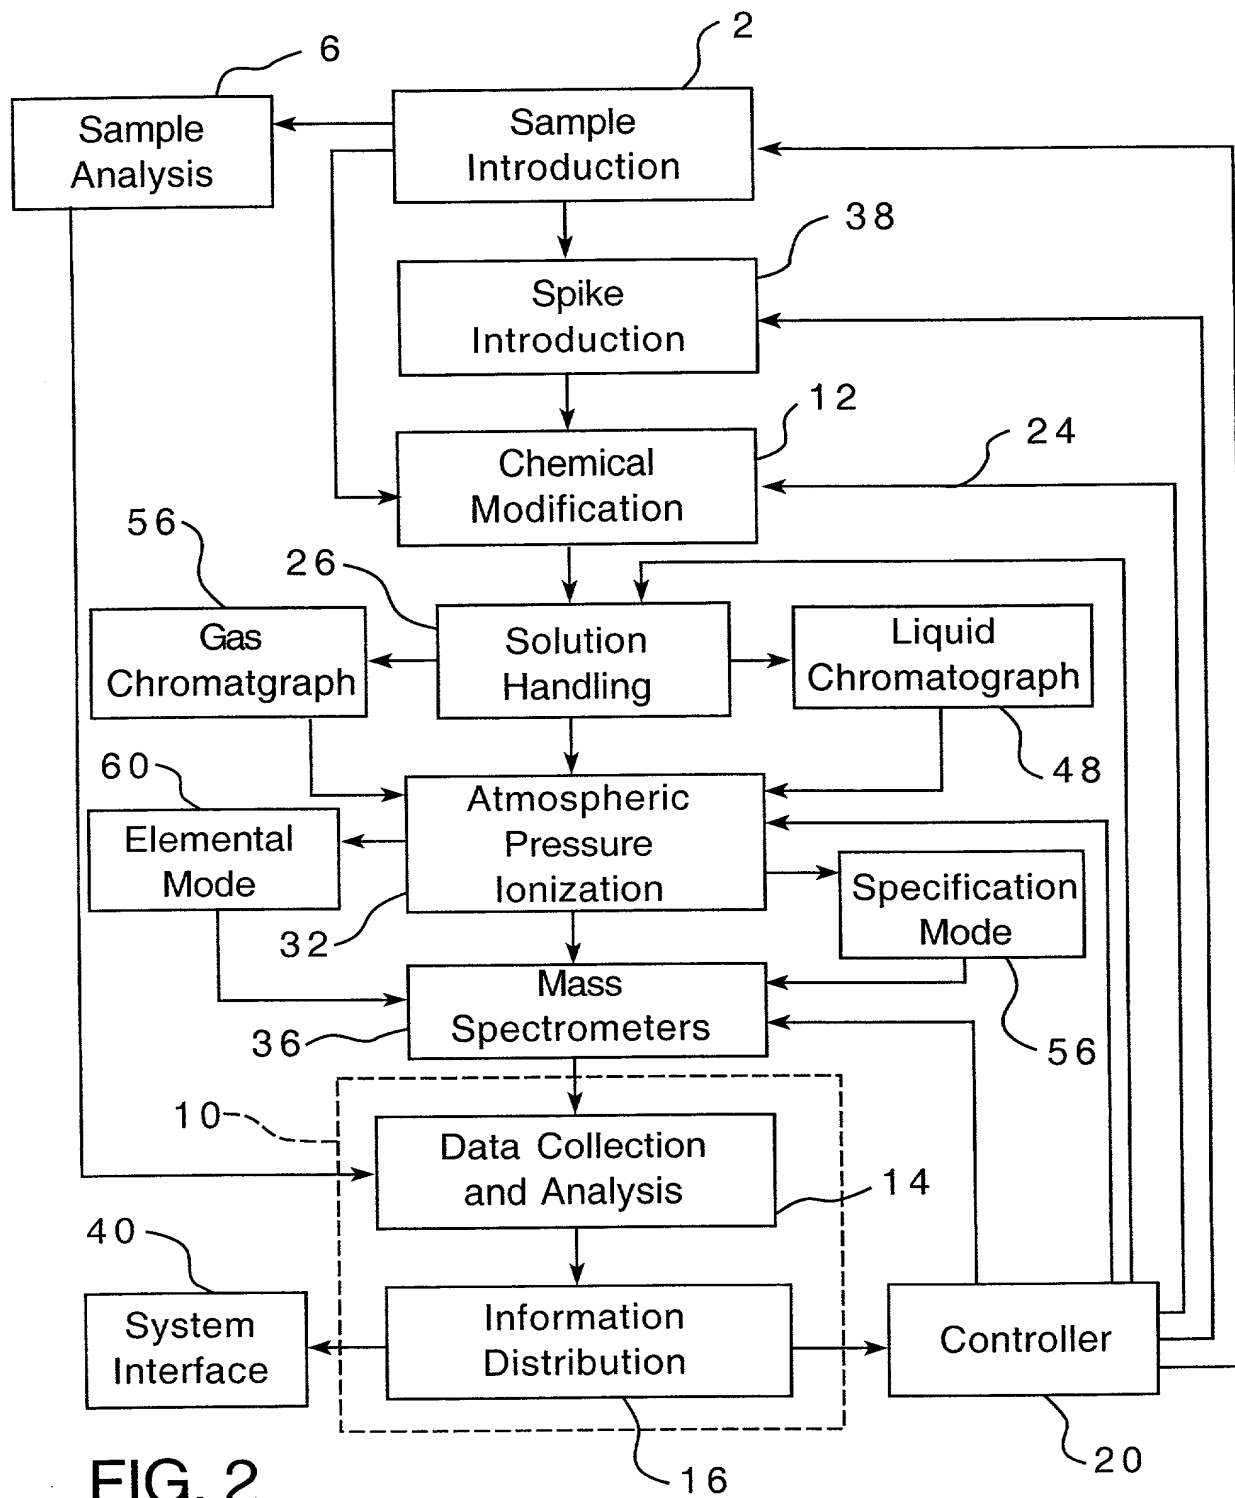 2
6
Sample
Analysis
Sample
Introduction
38
Spike
Introduction
12
24
Chemical
Modification
56
26
Gas
Chromatgraph
Solution
Handling
Liquid
Chromatograph
48
60
Elemental
Mode
Atmospheric
Pressure
Ionization
Specification
Mode
32
Mass
Spectrometers
36
56
10
Data Collection
and Analysis
14
40
System
Interface
Information
Distribution
Controller
20
16
FIG. 2